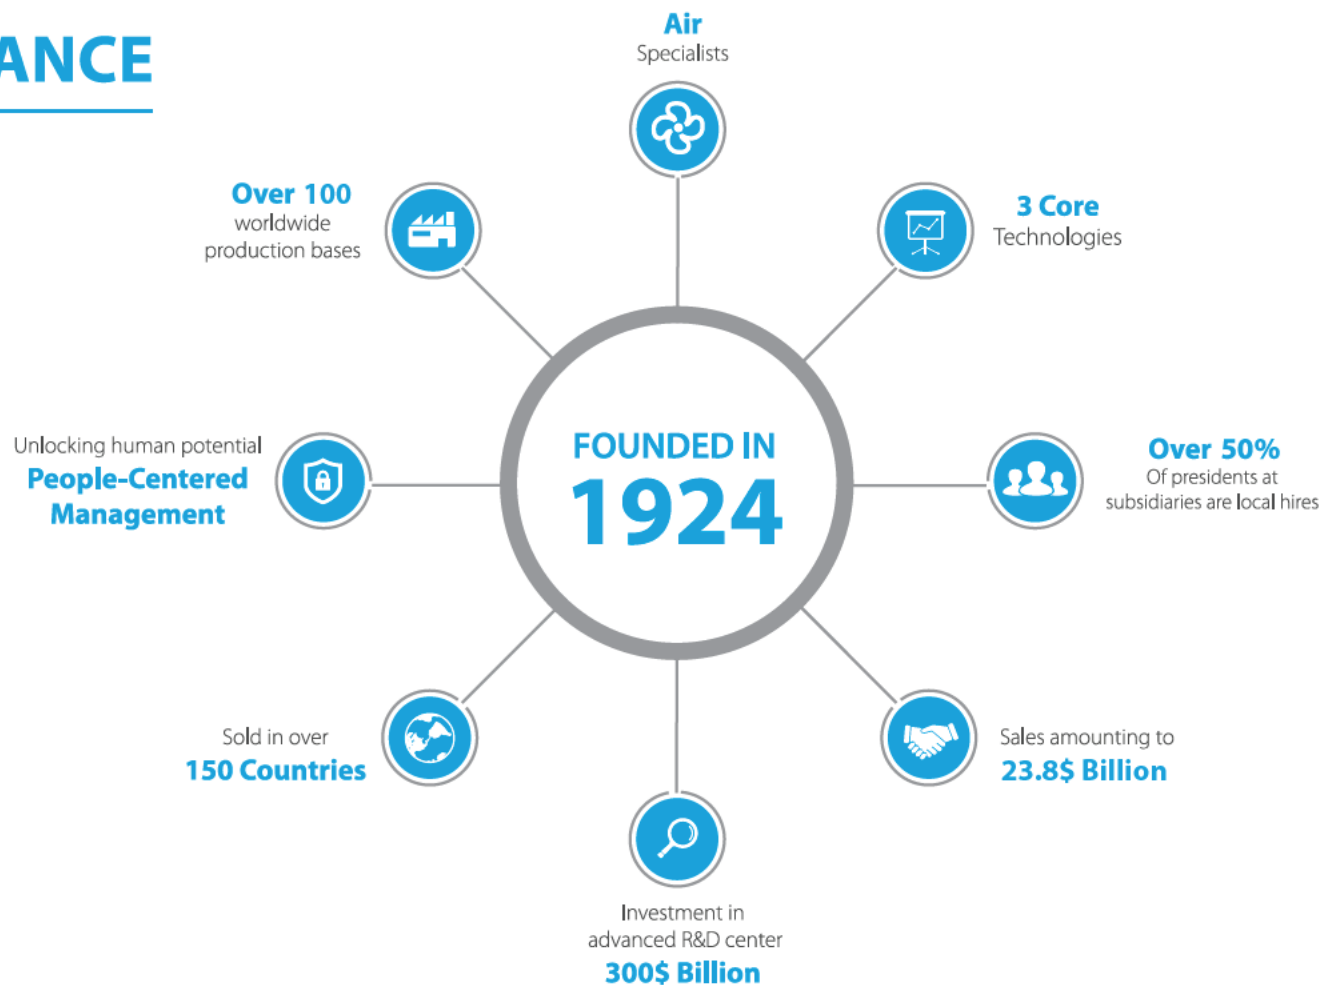 ANCE
Air
Specialists
Over 100
worldwide
production bases
3 Core
Technologies
Unlocking human potential
People-Centered
Management
FOUNDED IN
1924
Over 50%
Of presidents at
subsidiaries are local hires
Sold in over
150 Countries
Sales amounting to
23.8$ Billion
Investment in
advanced R&D center
300$ Billion